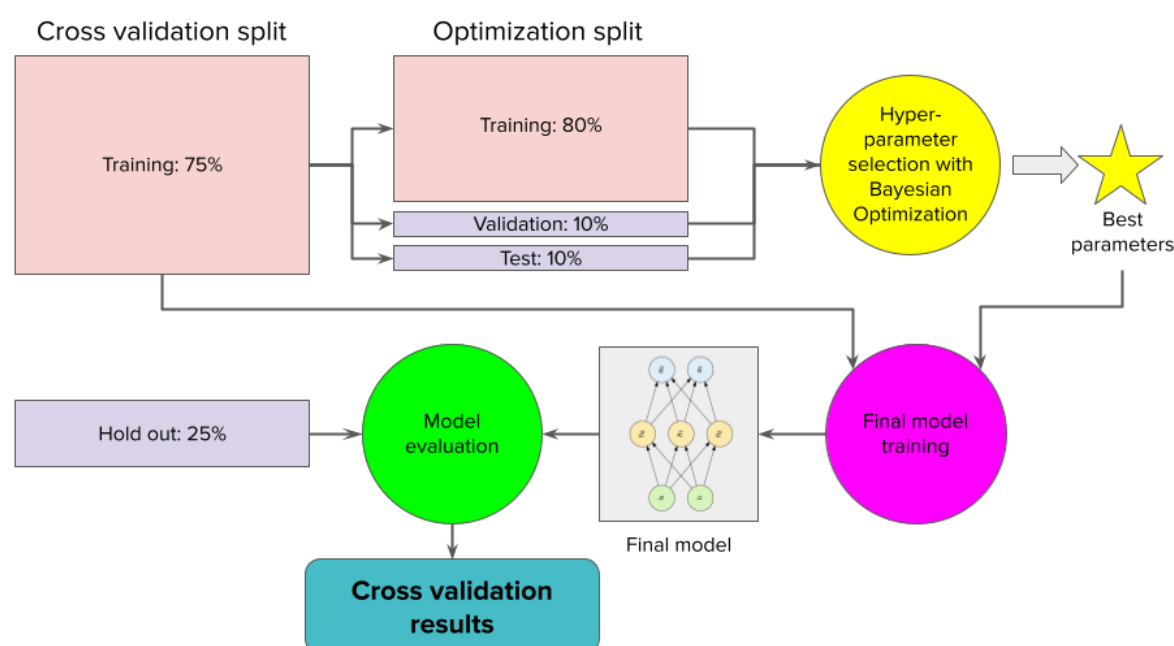 Cross validation split
Optimization split
Training: 75%
Training: 80%
Validation: 10%
Test: 10%
Hyper-
parameter
selection with
Bayesian
Optimization
Best
parameters
Hold out: 25%
Model
evaluation
Final model
Final model
training
Cross validation
results